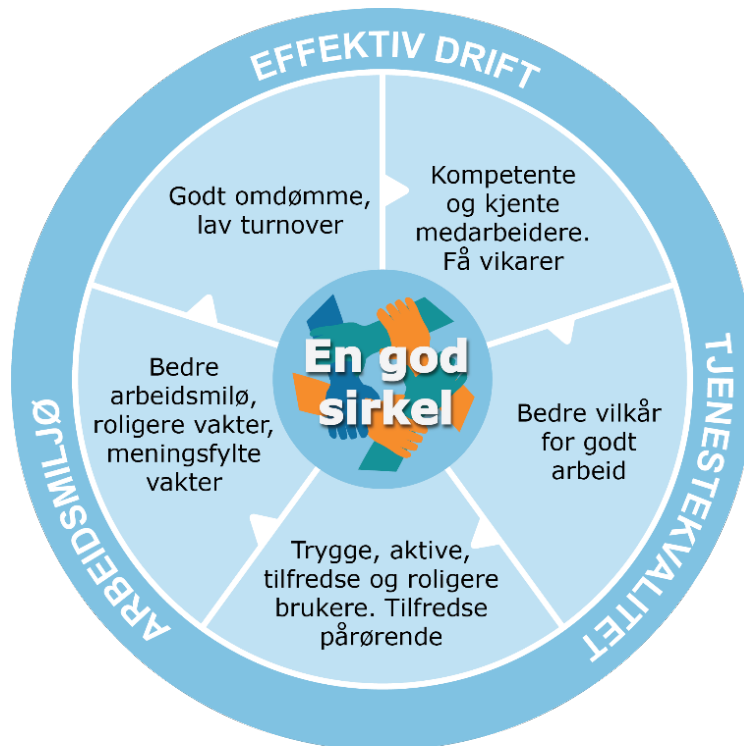 EFFEKTIV DRIFT
Godt omdømme,
lav turnover
Kompetente
og kjente
medarbeidere.
Få vikarer
En god
sirkel
Bedre
arbeidsmilø,
roligere vakter,
meningsfylte
vakter
Bedre vilkår
for godt
arbeid
Trygge, aktive,
tilfredse og roligere
brukere. Tilfredse
pårørende
ARBEIDSMILJØ
TJENESTEKVALITET